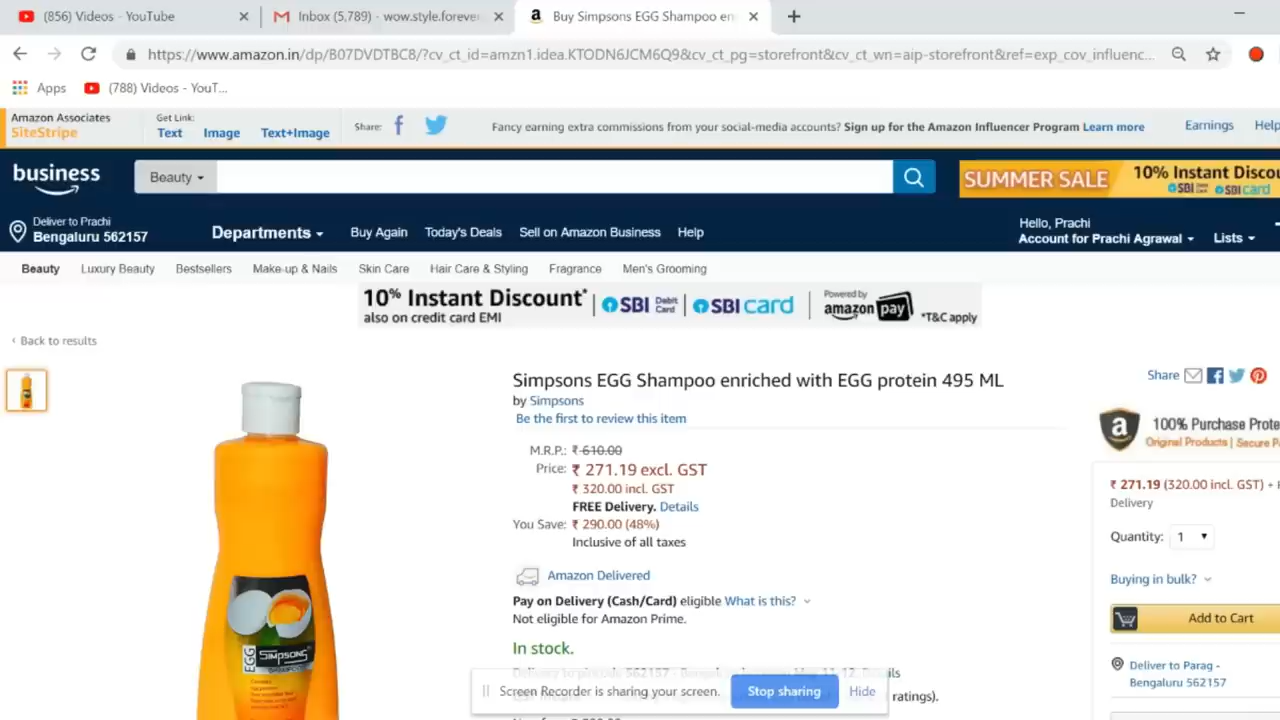 (856) Videos - YouTube
Inbox (5,789) - wow.style.forever
Buy Simpsons EGG Shampoo en
https://www.amazon.in/dp/B07DVDTBC8/?cv_ct_id=amzn1.idea.KTODN6JCM6Q9&cv_ct_pg=storefront&cv_ct_wn=aip-storefront&ref=exp_cov_influenc...
Apps
(788) Videos - YouT...
Amazon Associates
SiteStripe
Get Link:
Text Image Text+Image
Share:
Fancy earning extra commissions from your social-media accounts? Sign up for the Amazon Influencer Program Learn more
Earnings
Help
business
Beauty
SUMMER SALE
10% Instant Discou
SBI
SBI card
Deliver to Prachi
Bengaluru 562157
Departments
Buy Again Today's Deals Sell on Amazon Business Help
Hello, Prachi
Account for Prachi Agrawal
Lists
Beauty Luxury Beauty Bestsellers Make-up & Nails Skin Care Hair Care & Styling Fragrance Men's Grooming
10% Instant Discount*
also on credit card EMI
SBI Debit Card
SBI card
Powered by
amazon pay
*T&C apply
‹ Back to results
Simpsons EGG Shampoo enriched with EGG protein 495 ML
by Simpsons
Be the first to review this item
M.R.P.: ₹ 610.00
Price: ₹ 271.19 excl. GST
₹ 320.00 incl. GST
FREE Delivery. Details
You Save: ₹ 290.00 (48%)
Inclusive of all taxes
Amazon Delivered
Pay on Delivery (Cash/Card) eligible What is this?
Not eligible for Amazon Prime.
In stock.
Screen Recorder is sharing your screen.
Stop sharing
Hide
ratings).
Share
100% Purchase Prote
Original Products | Secure P
₹ 271.19 (320.00 incl. GST) +
Delivery
Quantity: 1
Buying in bulk?
Add to Cart
Deliver to Parag -
Bengaluru 562157
EGG
SIMPSONS